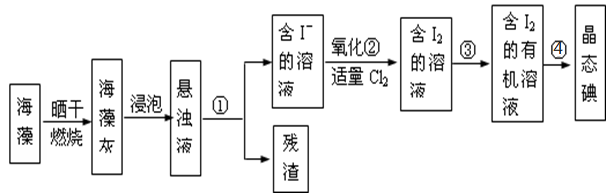 海藻
晒干
燃烧
海藻灰
浸泡
悬浊液
①
含I⁻的溶液
残渣
氧化②
适量Cl₂
含I₂的溶液
③
含I₂的有机溶液
④
晶态碘